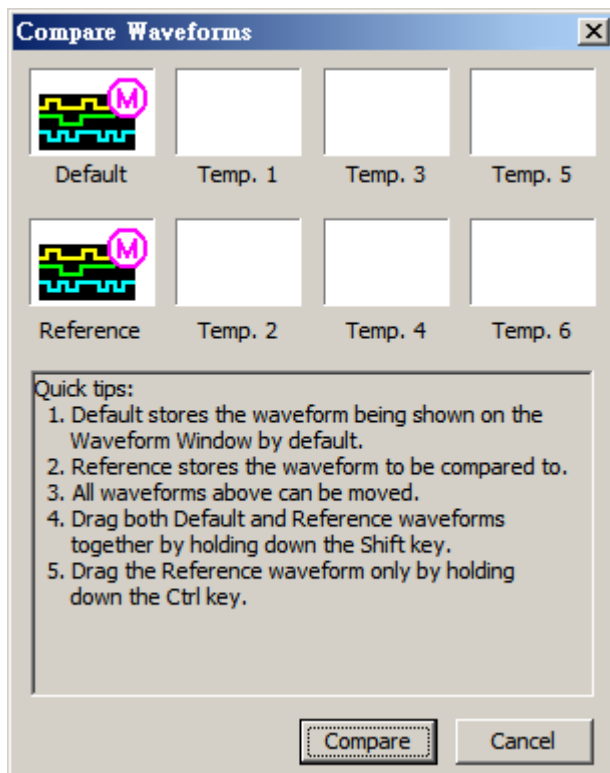 Compare Waveforms
M
Default Temp. 1 Temp. 3 Temp. 5
M
Reference Temp. 2 Temp. 4 Temp. 6
Quick tips:
1. Default stores the waveform being shown on the
Waveform Window by default.
2. Reference stores the waveform to be compared to.
3. All waveforms above can be moved.
4. Drag both Default and Reference waveforms
together by holding down the Shift key.
5. Drag the Reference waveform only by holding
down the Ctrl key.
Compare Cancel